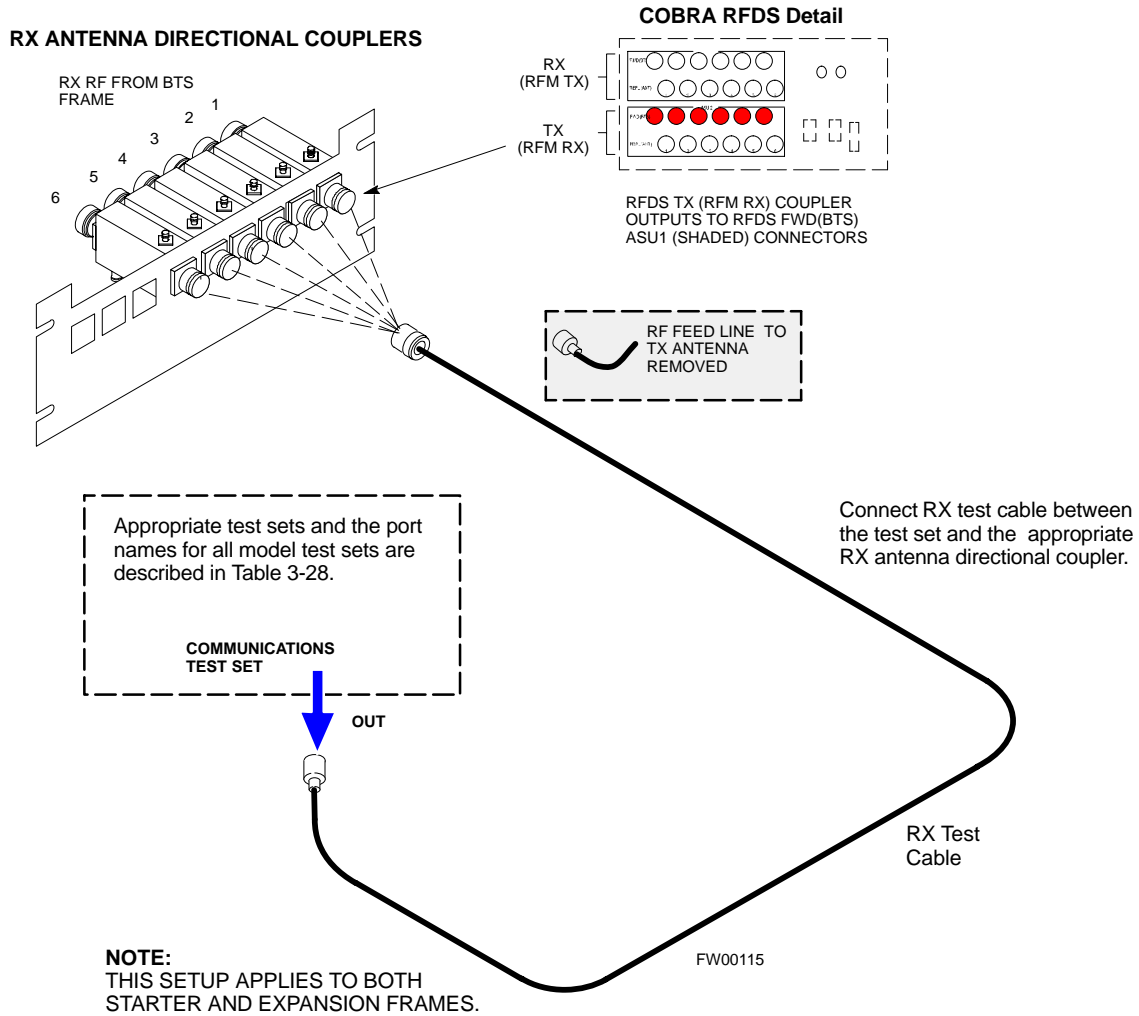 COBRA RFDS Detail
RX ANTENNA DIRECTIONAL COUPLERS
RX RF FROM BTS
FRAME
1
2
3
4
5
6
RX
(RFM TX)
TX
(RFM RX)
RFDS TX (RFM RX) COUPLER
OUTPUTS TO RFDS FWD(BTS)
ASU1 (SHADED) CONNECTORS
RF FEED LINE TO
TX ANTENNA
REMOVED
Appropriate test sets and the port
names for all model test sets are
described in Table 3-28.
COMMUNICATIONS
TEST SET
OUT
Connect RX test cable between
the test set and the appropriate
RX antenna directional coupler.
RX Test
Cable
FW00115
NOTE:
THIS SETUP APPLIES TO BOTH
STARTER AND EXPANSION FRAMES.